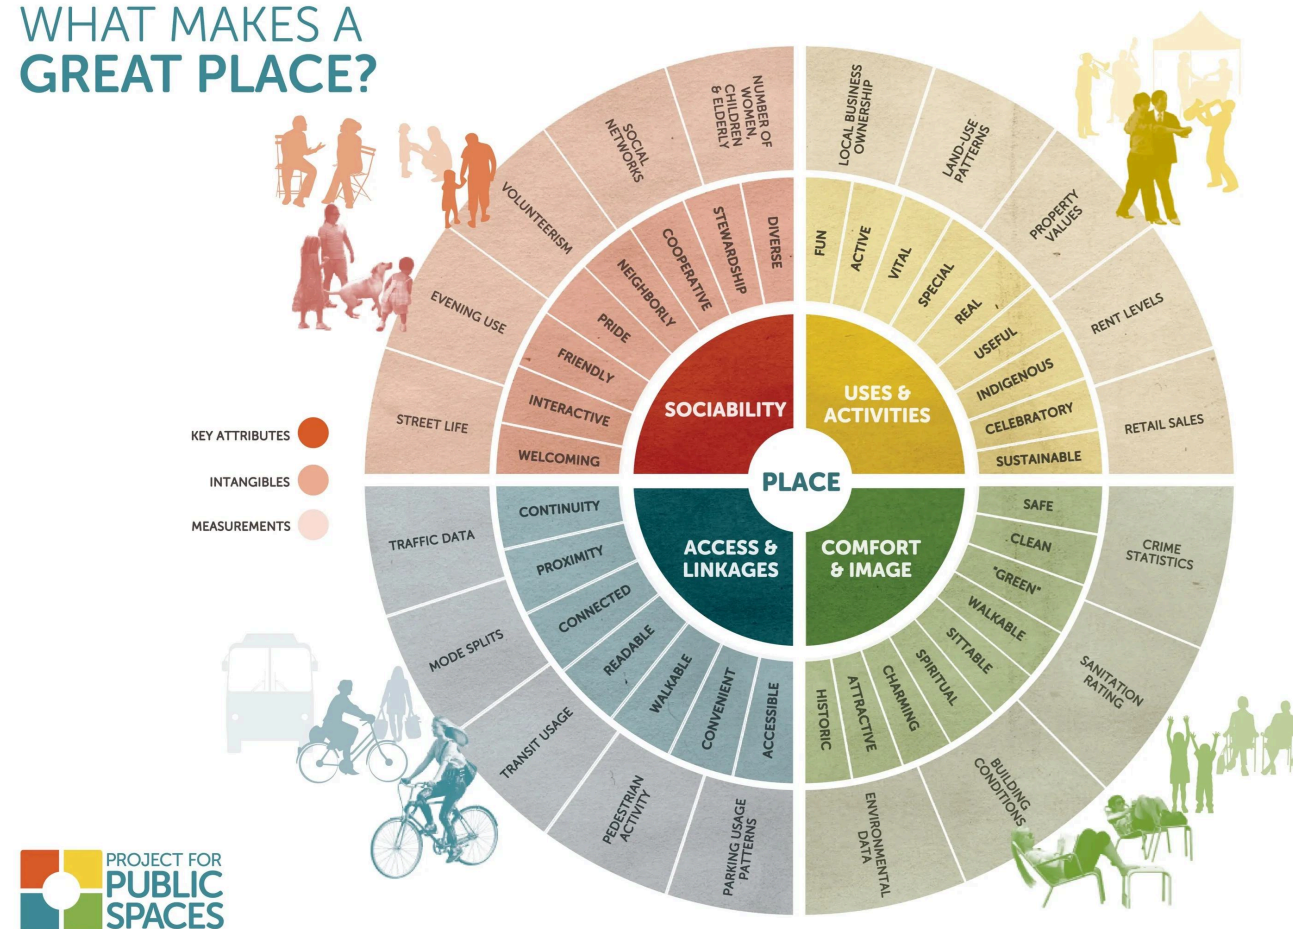 WHAT MAKES A
GREAT PLACE?
KEY ATTRIBUTES
INTANGIBLES
MEASUREMENTS
PLACE
SOCIABILITY
USES &
ACTIVITIES
ACCESS &
LINKAGES
COMFORT
& IMAGE
WELCOMING
INTERACTIVE
FRIENDLY
PRIDE
NEIGHBORLY
COOPERATIVE
STEWARDSHIP
DIVERSE
FUN
ACTIVE
VITAL
SPECIAL
REAL
USEFUL
INDIGENOUS
CELEBRATORY
SUSTAINABLE
SAFE
CLEAN
"GREEN"
WALKABLE
SITTABLE
SPIRITUAL
CHARMING
ATTRACTIVE
HISTORIC
ACCESSIBLE
CONVENIENT
WALKABLE
READABLE
CONNECTED
PROXIMITY
CONTINUITY
STREET LIFE
EVENING USE
VOLUNTEERISM
SOCIAL
NETWORKS
NUMBER OF
WOMEN,
CHILDREN
& ELDERLY
LOCAL BUSINESS
OWNERSHIP
LAND-USE
PATTERNS
PROPERTY
VALUES
RENT LEVELS
RETAIL SALES
CRIME
STATISTICS
SANITATION
RATING
BUILDING
CONDITIONS
ENVIRONMENTAL
DATA
PARKING USAGE
PATTERNS
PEDESTRIAN
ACTIVITY
TRANSIT USAGE
MODE SPLITS
TRAFFIC DATA
PROJECT FOR
PUBLIC
SPACES